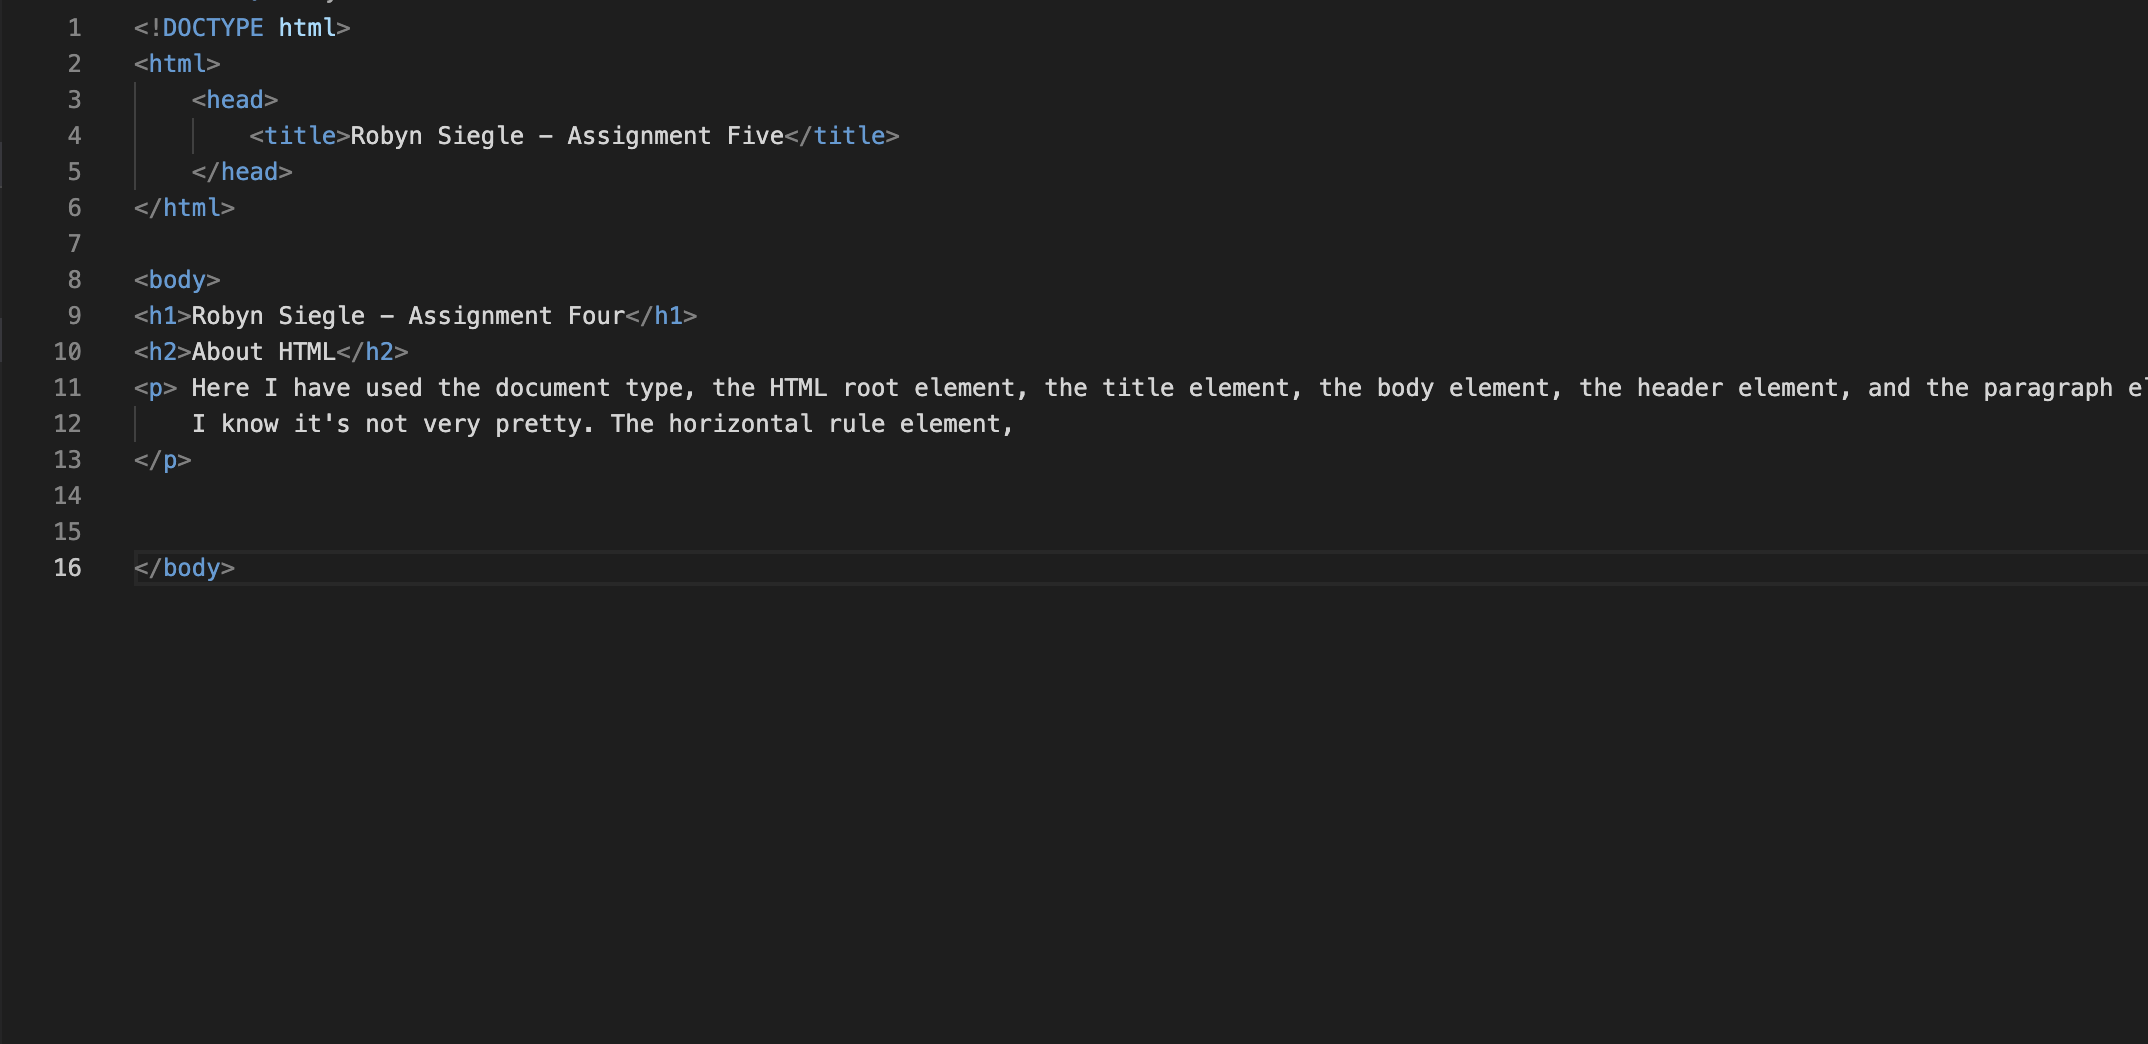 1 <!DOCTYPE html>
2 <html>
3     <head>
4         <title>Robyn Siegle - Assignment Five</title>
5     </head>
6 </html>
7
8 <body>
9 <h1>Robyn Siegle - Assignment Four</h1>
10 <h2>About HTML</h2>
11 <p> Here I have used the document type, the HTML root element, the title element, the body element, the header element, and the paragraph
12     I know it's not very pretty. The horizontal rule element,
13 </p>
14
15
16 </body>